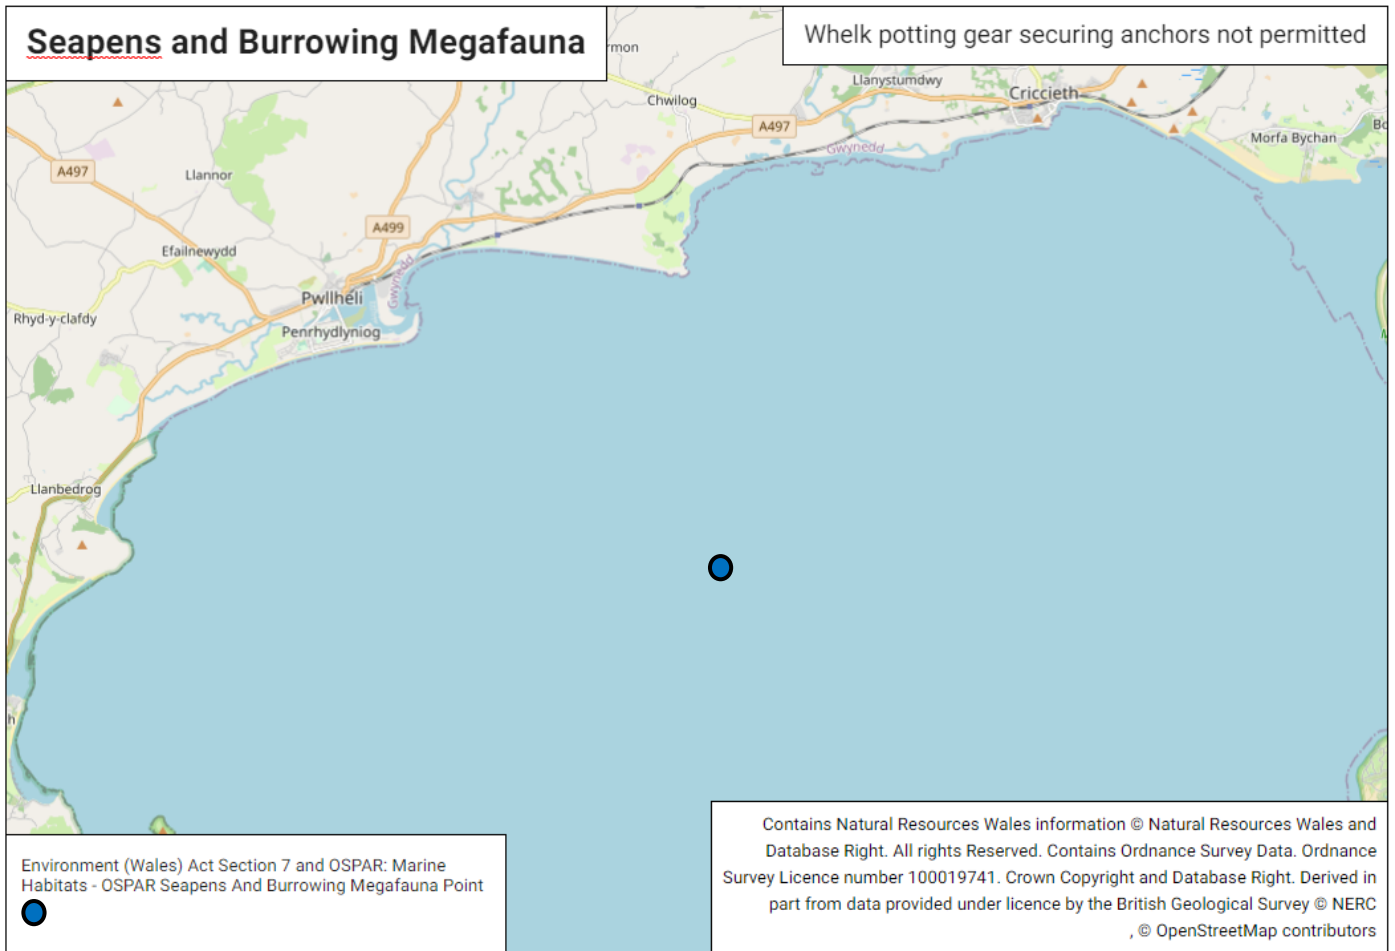 Seapens and Burrowing Megafauna
Whelk potting gear securing anchors not permitted
rmon
Llanystumdwy
Chwilog
Criccieth
A497
Morfa Bychan
Gwynedd
A497
Llannor
A499
Efailnewydd
Gwynedd
Pwllheli
Rhyd-y-clafdy
Penrhydlyniog
Llanbedrog
h
Environment (Wales) Act Section 7 and OSPAR: Marine
Habitats - OSPAR Seapens And Burrowing Megafauna Point
Contains Natural Resources Wales information © Natural Resources Wales and
Database Right. All rights Reserved. Contains Ordnance Survey Data. Ordnance
Survey Licence number 100019741. Crown Copyright and Database Right. Derived in
part from data provided under licence by the British Geological Survey © NERC
, © OpenStreetMap contributors